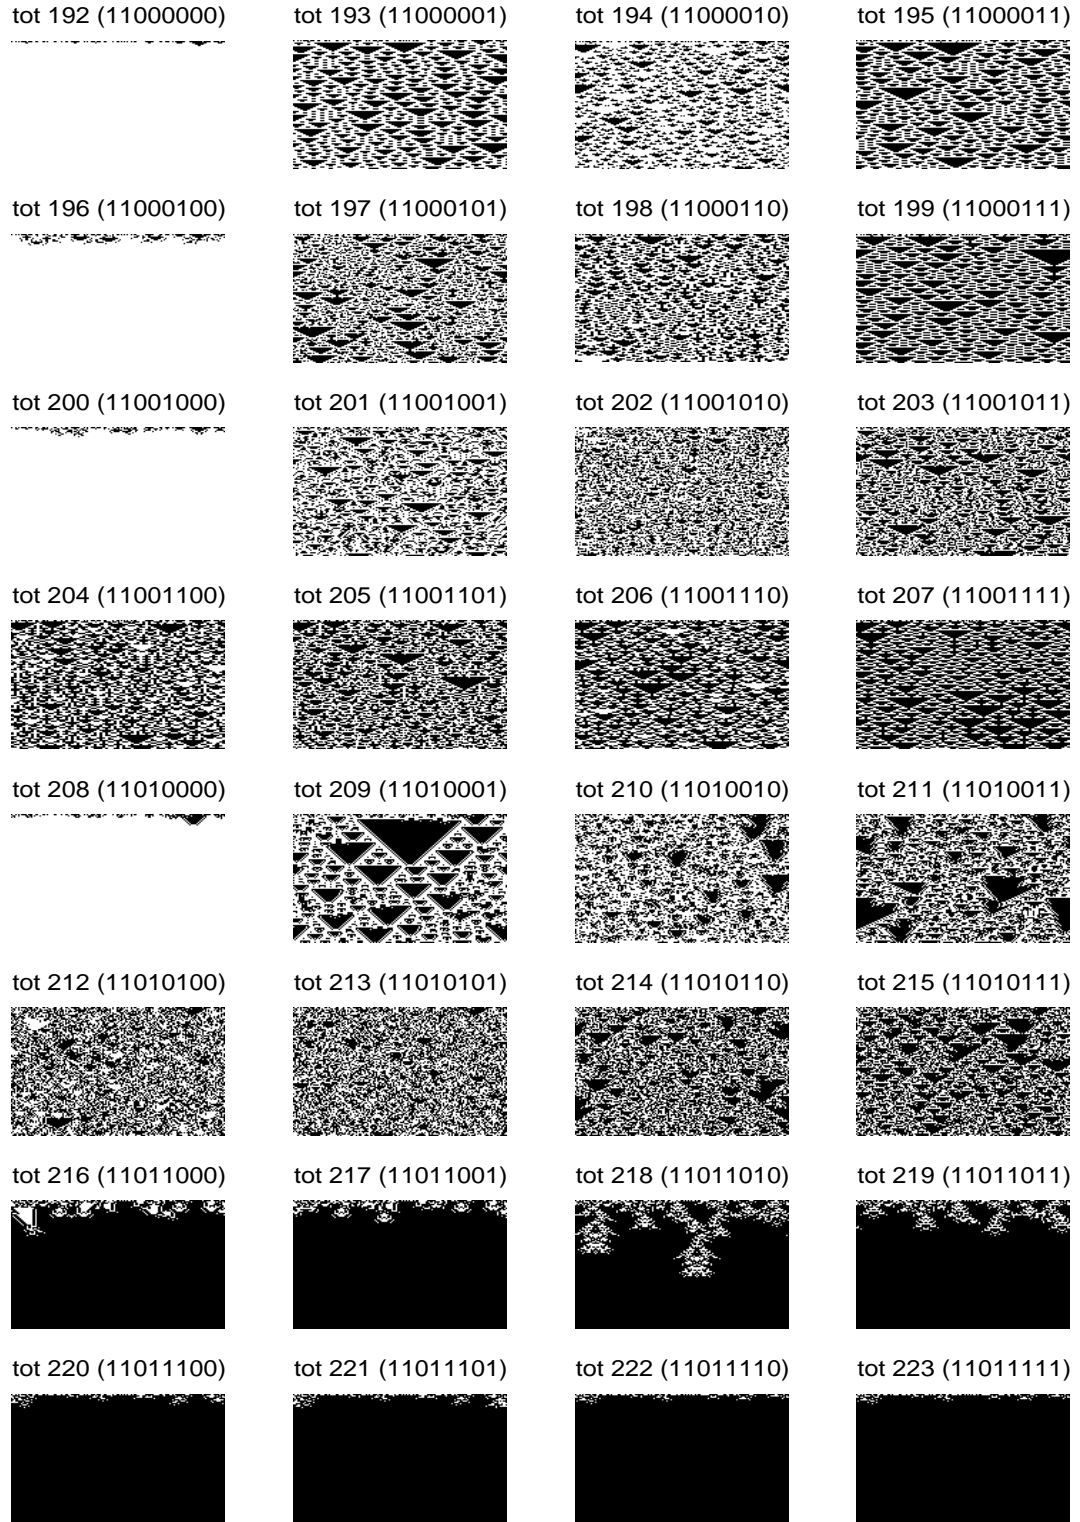 tot 192 (11000000) tot 193 (11000001) tot 194 (11000010) tot 195 (11000011)
tot 196 (11000100) tot 197 (11000101) tot 198 (11000110) tot 199 (11000111)
tot 200 (11001000) tot 201 (11001001) tot 202 (11001010) tot 203 (11001011)
tot 204 (11001100) tot 205 (11001101) tot 206 (11001110) tot 207 (11001111)
tot 208 (11010000) tot 209 (11010001) tot 210 (11010010) tot 211 (11010011)
tot 212 (11010100) tot 213 (11010101) tot 214 (11010110) tot 215 (11010111)
tot 216 (11011000) tot 217 (11011001) tot 218 (11011010) tot 219 (11011011)
tot 220 (11011100) tot 221 (11011101) tot 222 (11011110) tot 223 (11011111)